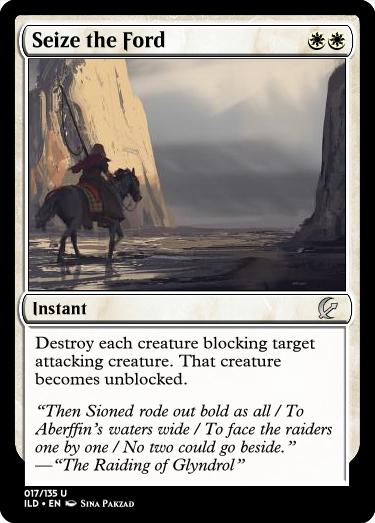 Seize the Ford
Instant
Destroy each creature blocking target
attacking creature. That creature
becomes unblocked.
“Then Sioned rode out bold as all / To
Aberffin’s waters wide / To face the raiders
one by one / No two could go beside.”
—“The Raiding of Glyndrol”
017/135 U
ILD • EN Sina Pakzad